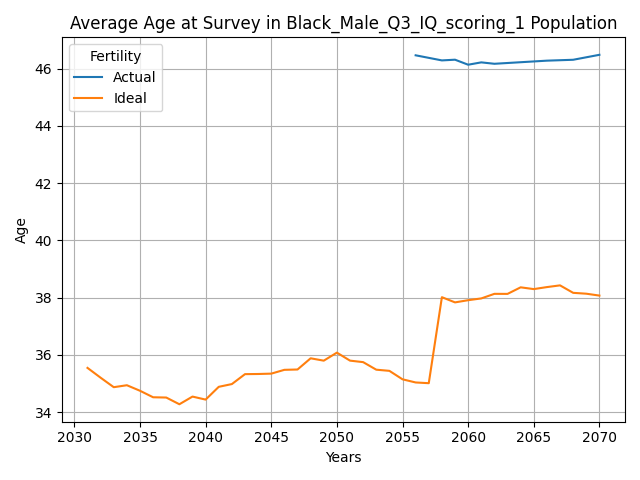 Average Age at Survey in Black_Male_Q3_IQ_scoring_1 Population
Fertility
Actual
Ideal
46
44
42
40
38
36
34
Age
2030 2035 2040 2045 2050 2055 2060 2065 2070
Years